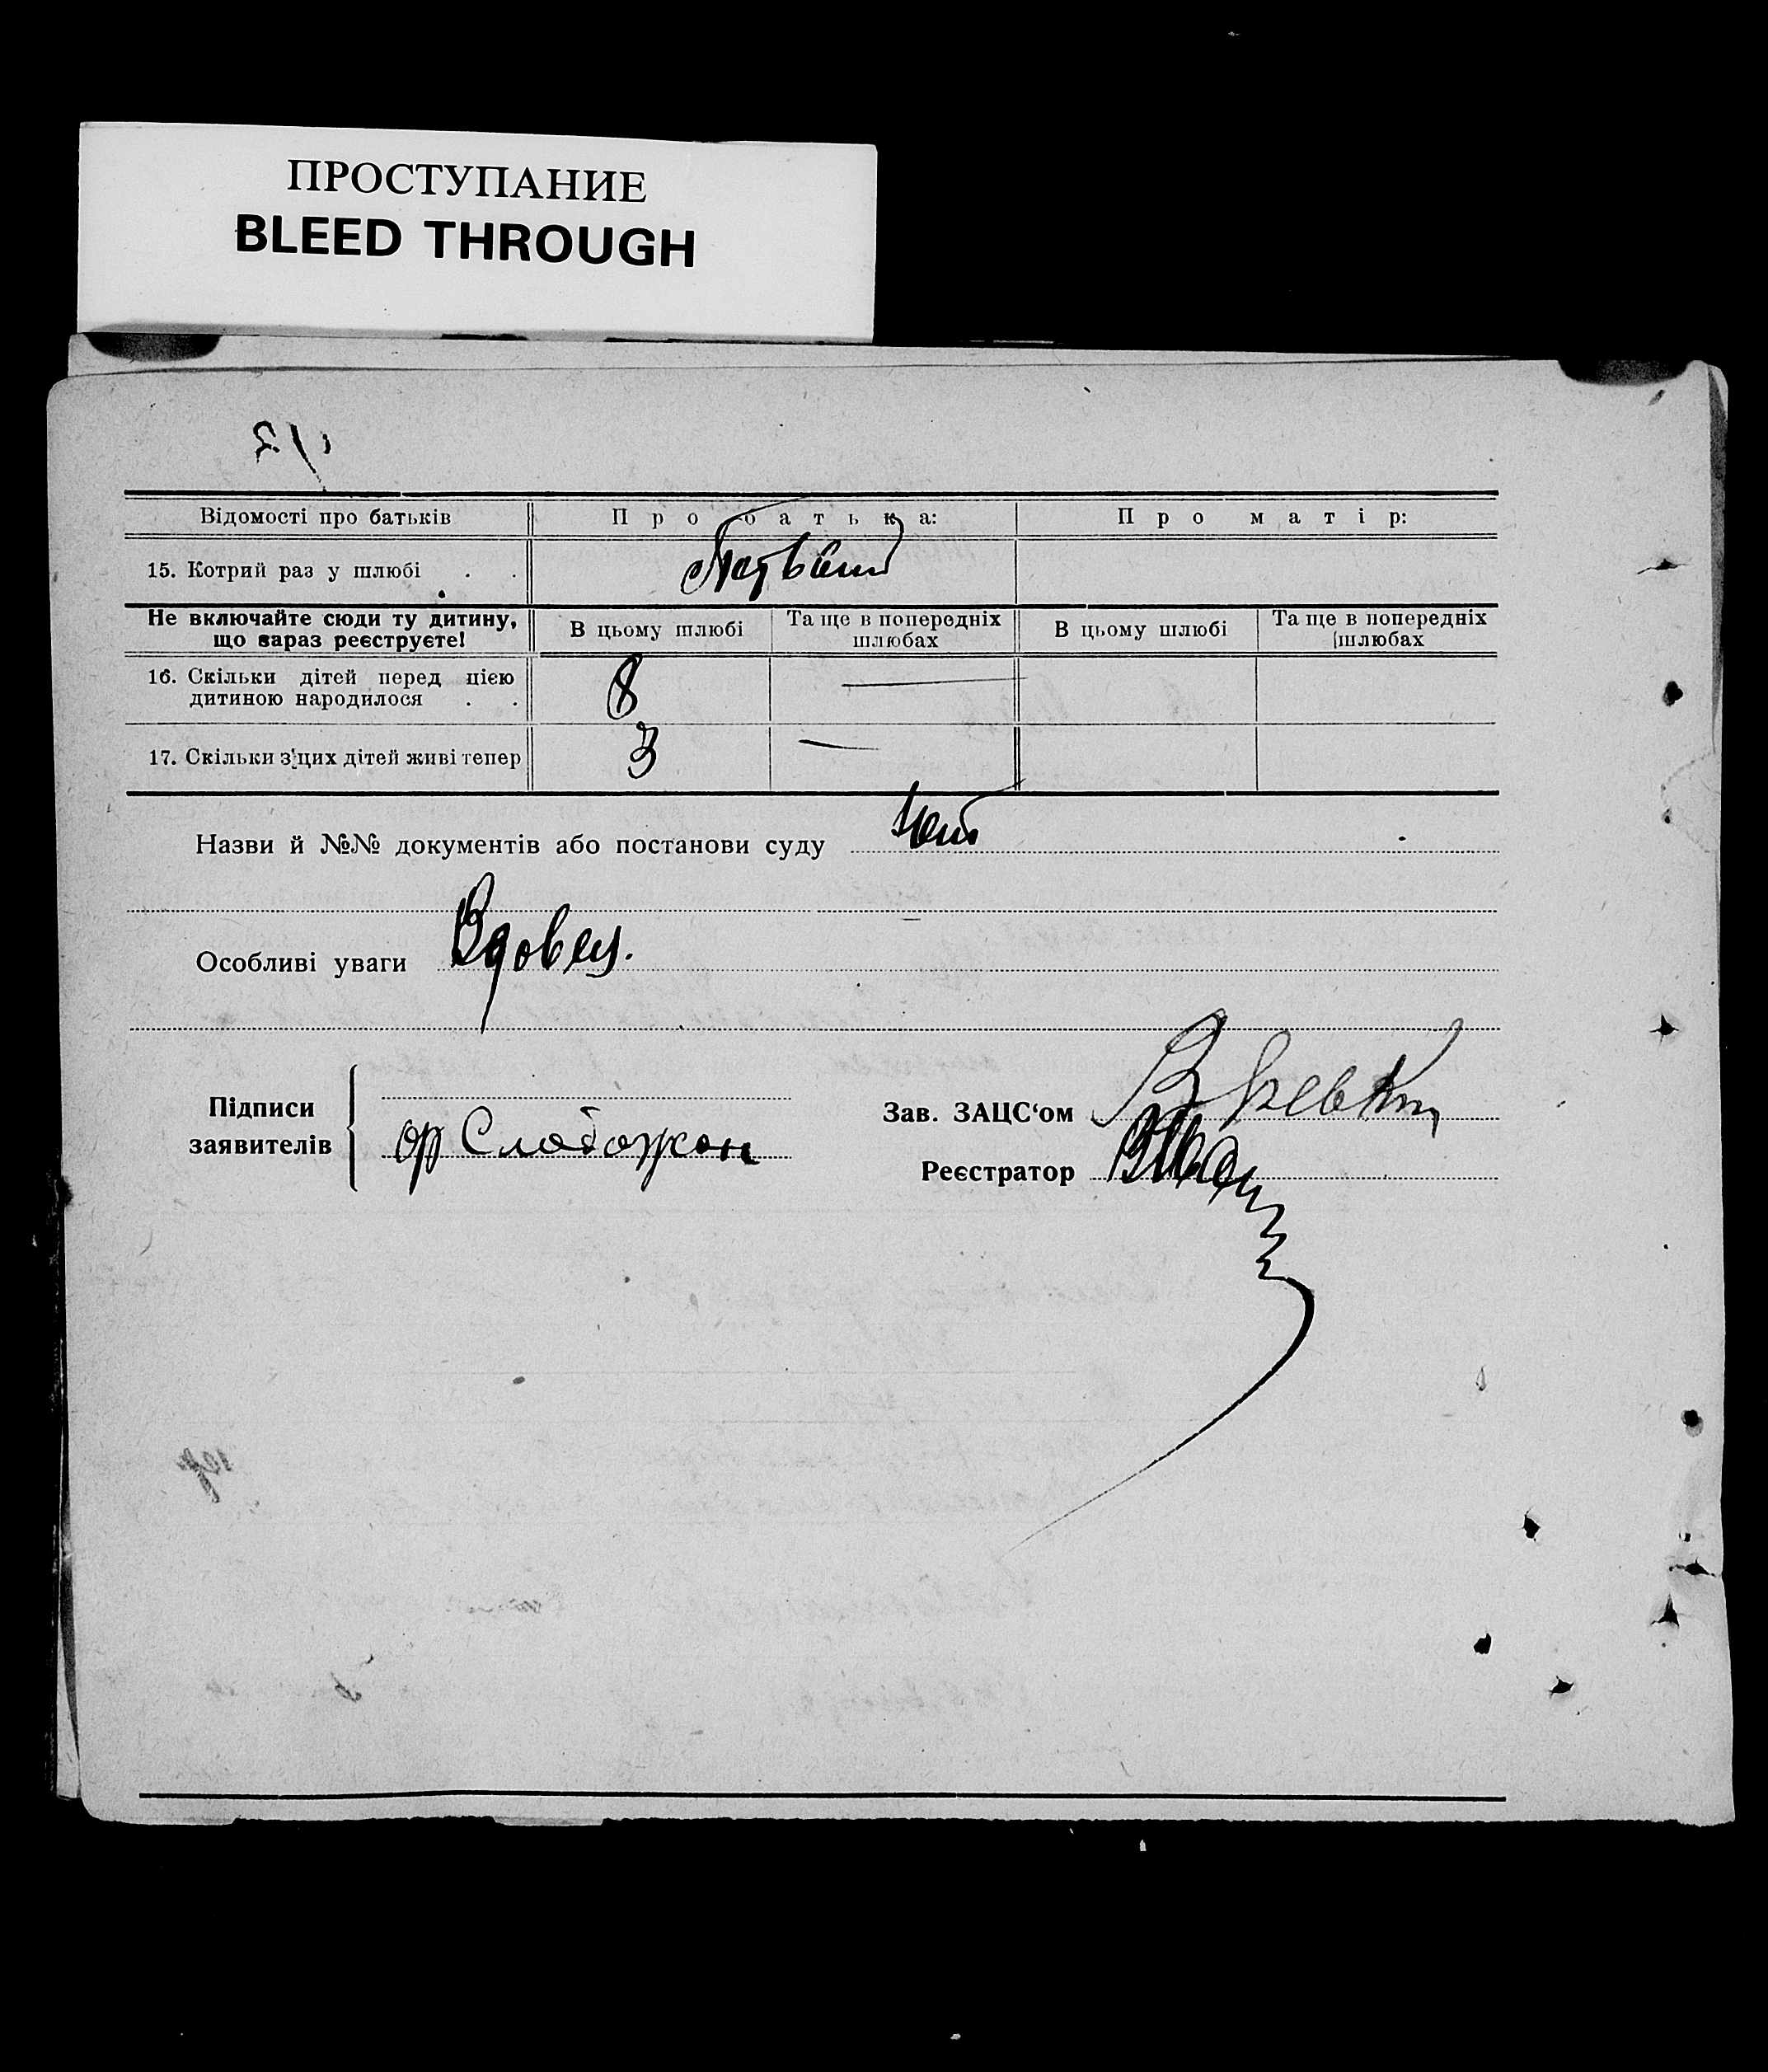 ПРОСТУПАНИЕ
BLEED THROUGH
Відомості про батьків
Про батька:
Про матір:
15. Котрий раз у шлюбі . .
Не включайте сюди ту дитину, що зараз реєструєте!
В цьому шлюбі
Та ще в попередніх шлюбах
В цьому шлюбі
Та ще в попередніх шлюбах
16. Скільки дітей перед цією дитиною народилося . .
8
—
17. Скільки з цих дітей живі тепер
3
—
Назви й №№ документів або постанови суду
Особливі уваги Вдовец.
Підписи заявителів
Слабожан
Зав. ЗАЦС‘ом
Реєстратор